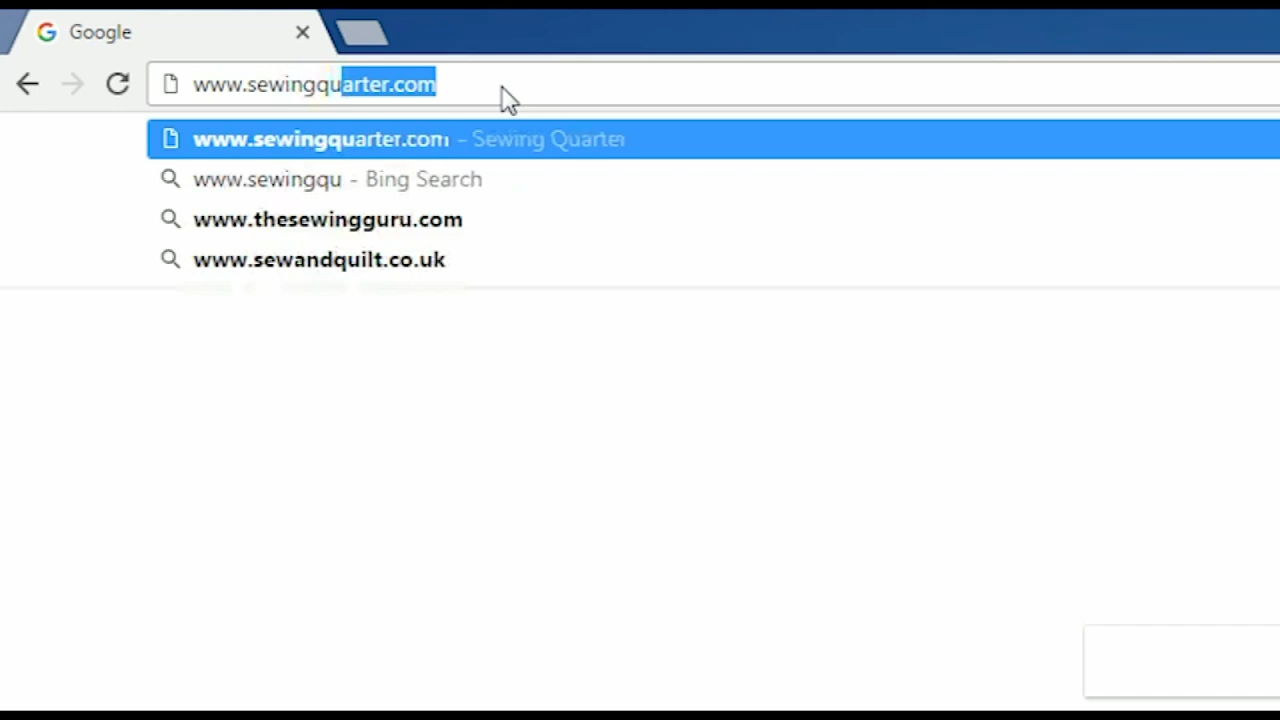 Google
www.sewingquarter.com
www.sewingquarter.com - Sewing Quarter
www.sewingqu - Bing Search
www.thesewingguru.com
www.sewandquilt.co.uk